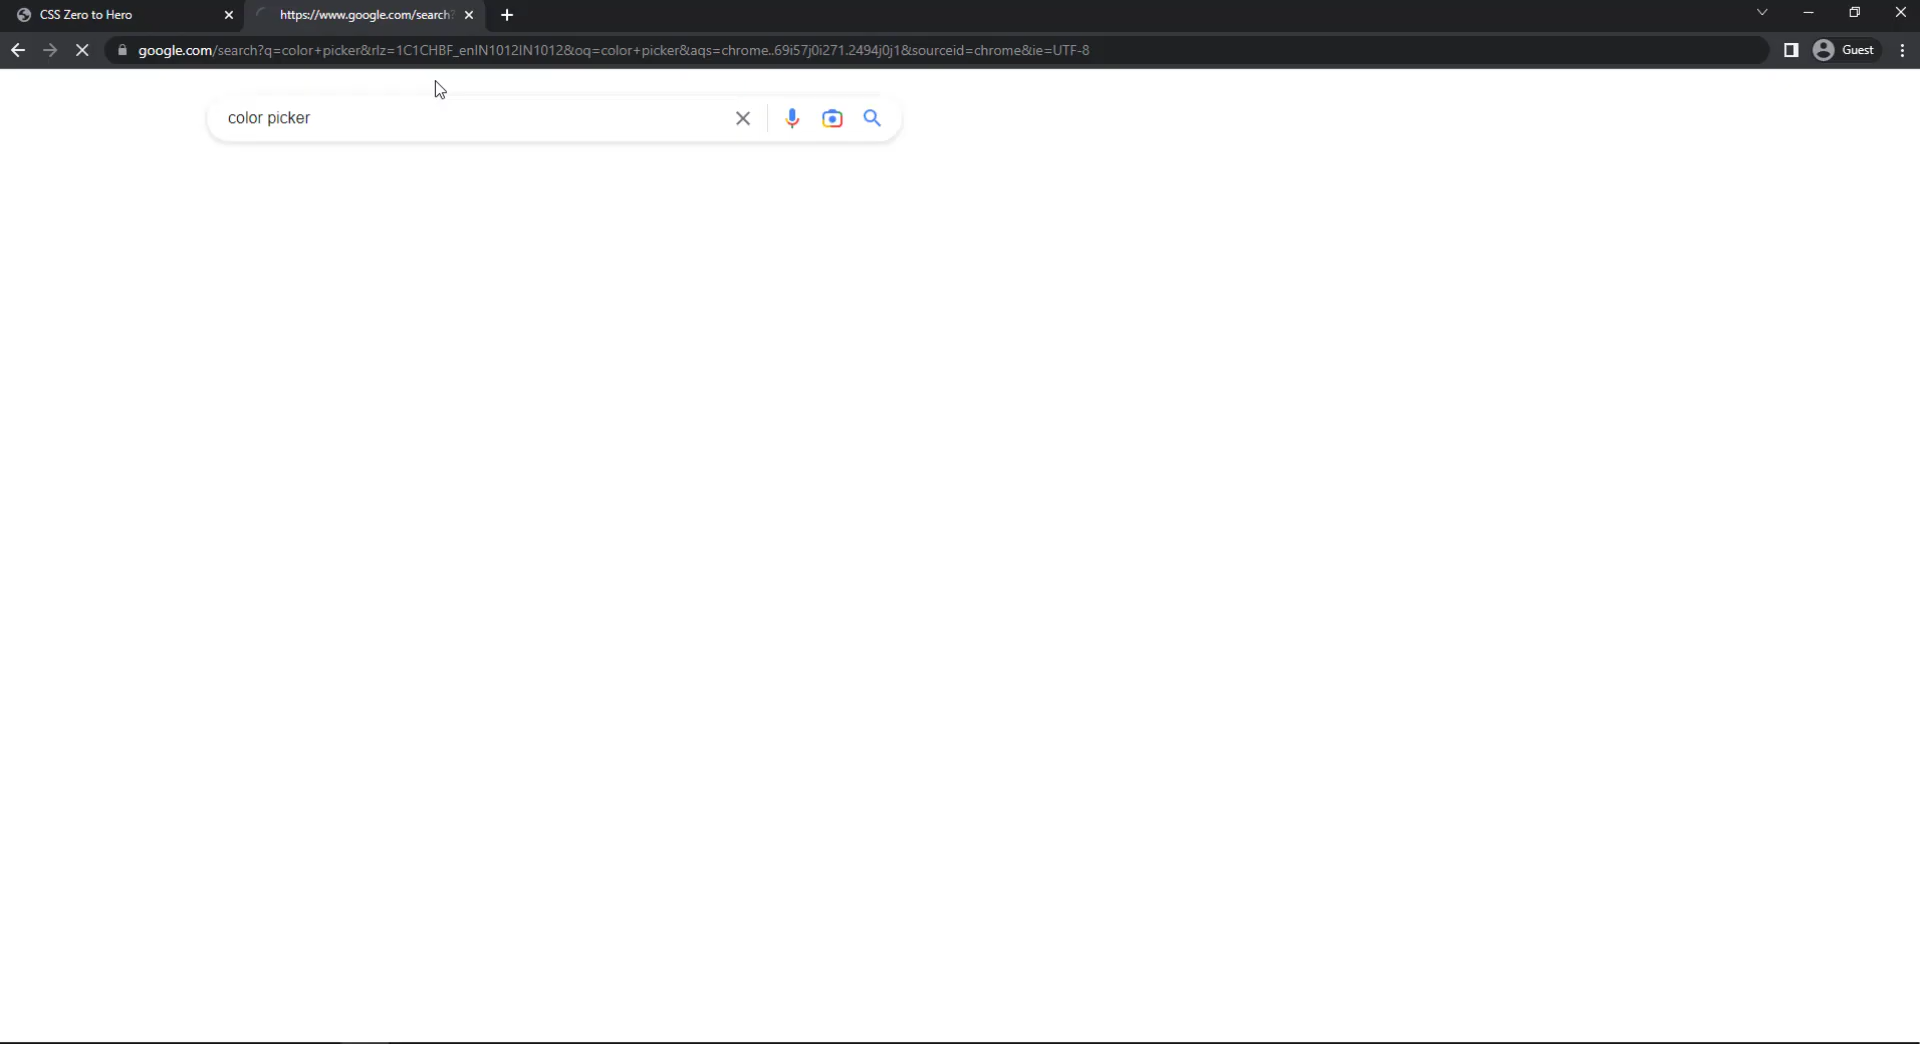 CSS Zero to Hero
https://www.google.com/search?
google.com/search?q=color+picker&rlz=1C1CHBF_enIN1012IN1012&oq=color+picker&aqs=chrome..69i57j0i271.2494j0j1&sourceid=chrome&ie=UTF-8
Guest
color picker